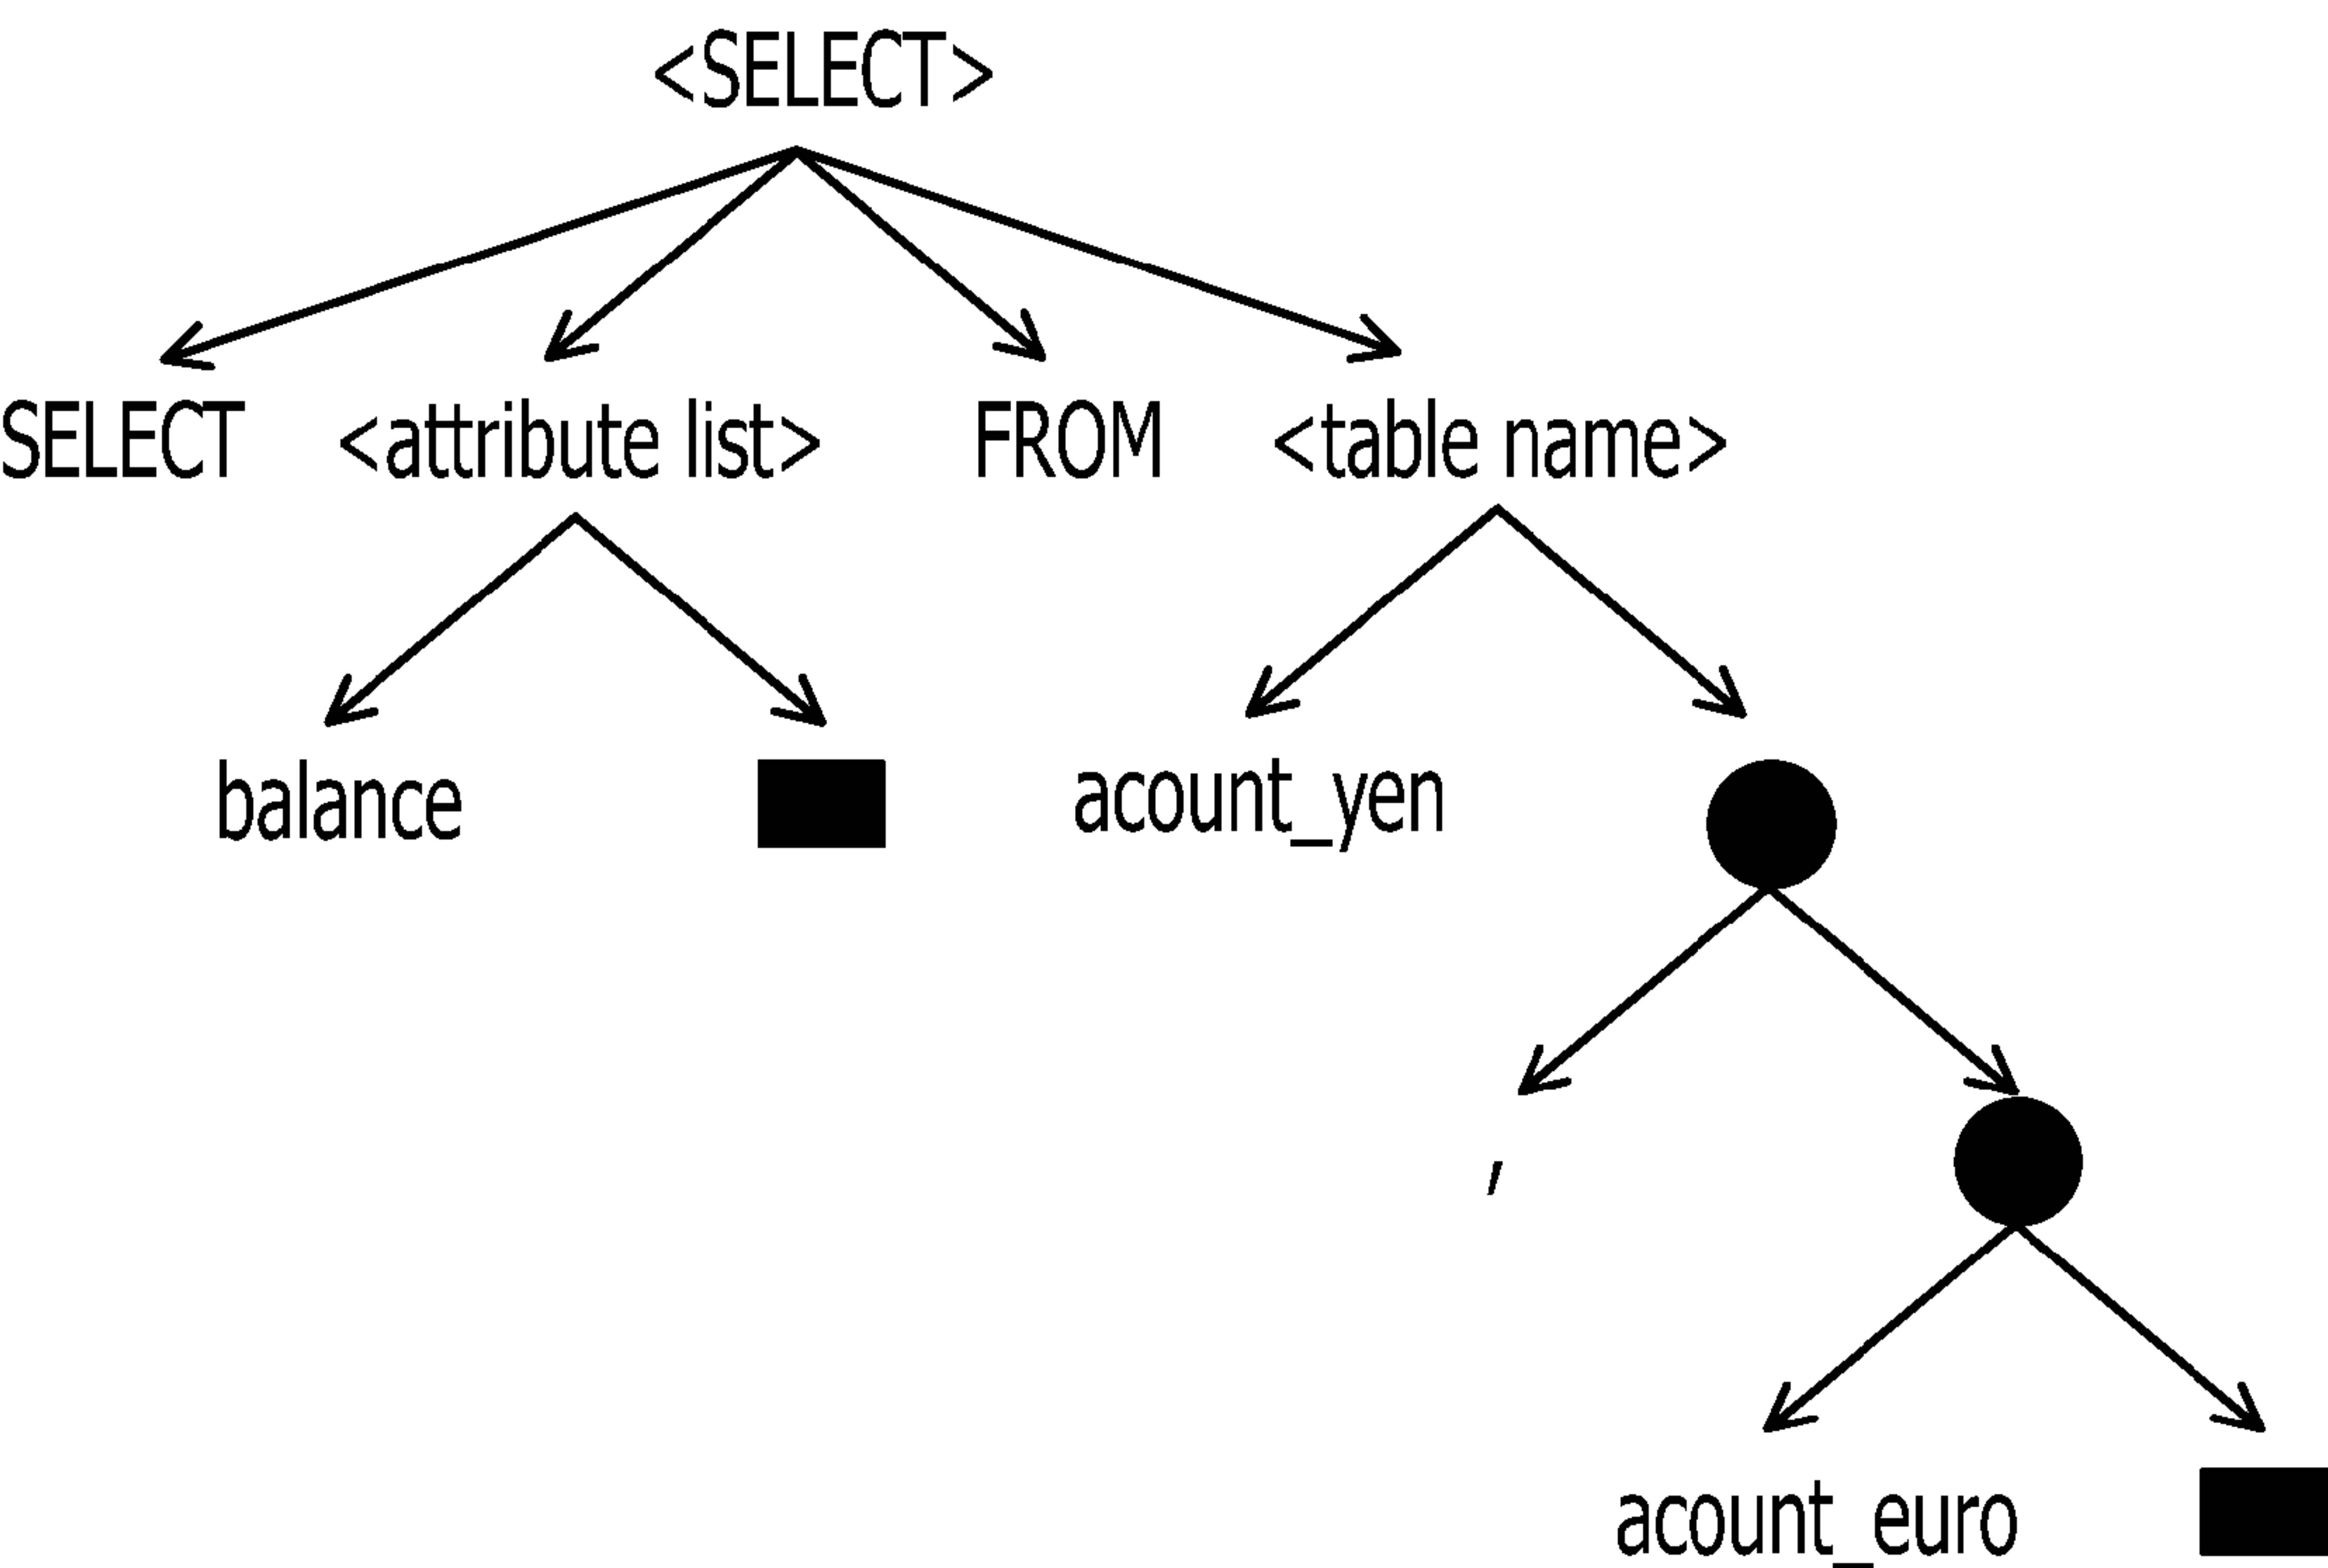 <SELECT>
SELECT <attribute list> FROM <table name>
balance acount_yen
,
acount_euro